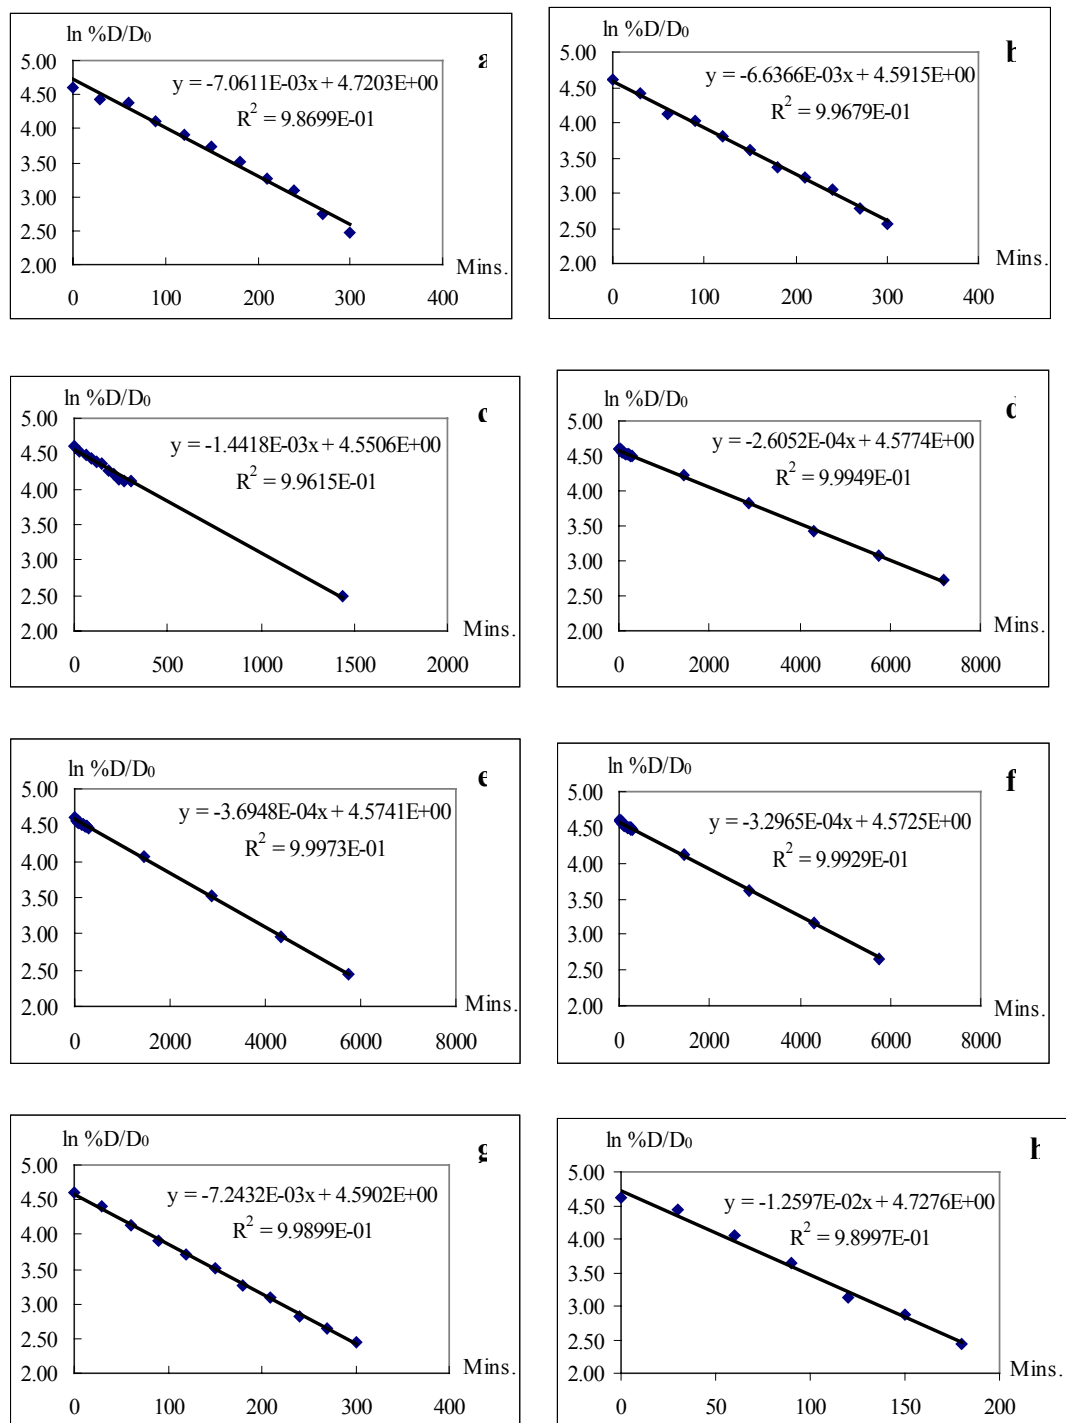 ln %D/D0
a
5.00
y = -7.0611E-03x + 4.7203E+00
4.50
R2 = 9.8699E-01
4.00
3.50
3.00
2.50
2.00
Mins.
0 100 200 300 400
ln %D/D0
b
5.00
y = -6.6366E-03x + 4.5915E+00
4.50
R2 = 9.9679E-01
4.00
3.50
3.00
2.50
2.00
Mins.
0 100 200 300 400
ln %D/D0
c
5.00
y = -1.4418E-03x + 4.5506E+00
4.50
R2 = 9.9615E-01
4.00
3.50
3.00
2.50
2.00
Mins.
0 500 1000 1500 2000
ln %D/D0
d
5.00
y = -2.6052E-04x + 4.5774E+00
4.50
R2 = 9.9949E-01
4.00
3.50
3.00
2.50
2.00
Mins.
0 2000 4000 6000 8000
ln %D/D0
e
5.00
y = -3.6948E-04x + 4.5741E+00
4.50
R2 = 9.9973E-01
4.00
3.50
3.00
2.50
2.00
Mins.
0 2000 4000 6000 8000
ln %D/D0
f
5.00
y = -3.2965E-04x + 4.5725E+00
4.50
R2 = 9.9929E-01
4.00
3.50
3.00
2.50
2.00
Mins.
0 2000 4000 6000 8000
ln %D/D0
g
5.00
y = -7.2432E-03x + 4.5902E+00
4.50
R2 = 9.9899E-01
4.00
3.50
3.00
2.50
2.00
0 100 200 300 400
ln %D/D0
h
5.00
y = -1.2597E-02x + 4.7276E+00
4.50
R2 = 9.8997E-01
4.00
3.50
3.00
2.50
2.00
Mins.
0 50 100 150 200